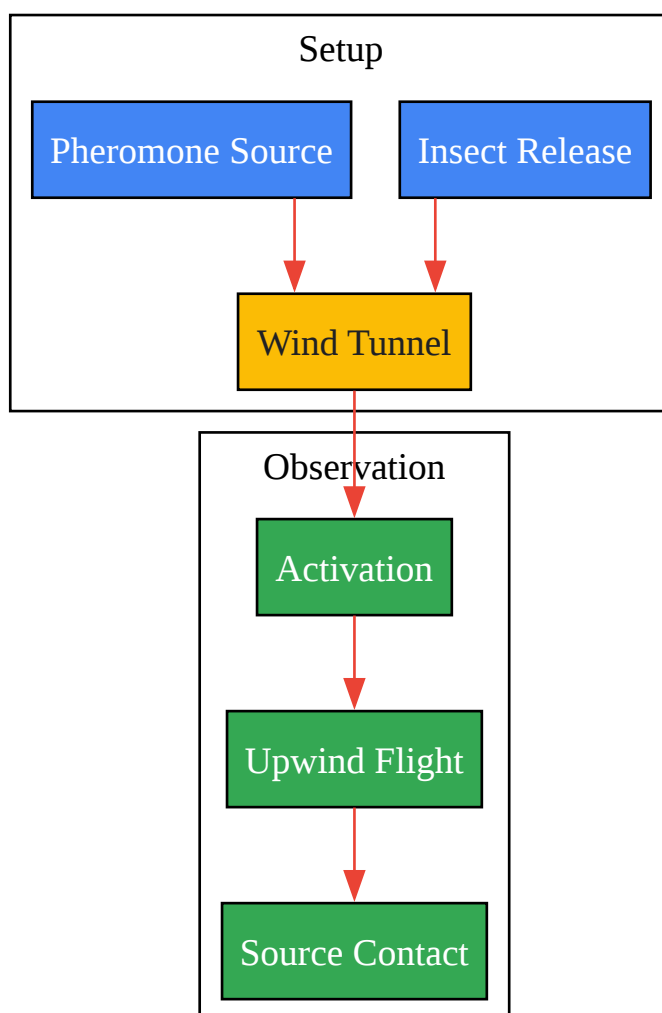 Setup
Pheromone Source
Insect Release
Wind Tunnel
Observation
Activation
Upwind Flight
Source Contact